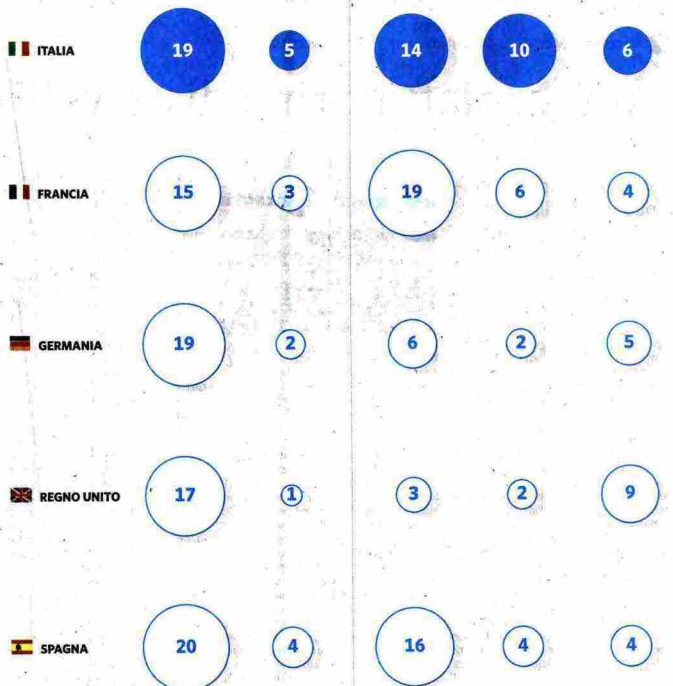 ITALIA 19 5 14 10 6
FRANCIA 15 3 19 6 4
GERMANIA 19 2 6 2 5
REGNO UNITO 17 1 3 2 9
SPAGNA 20 4 16 4 4